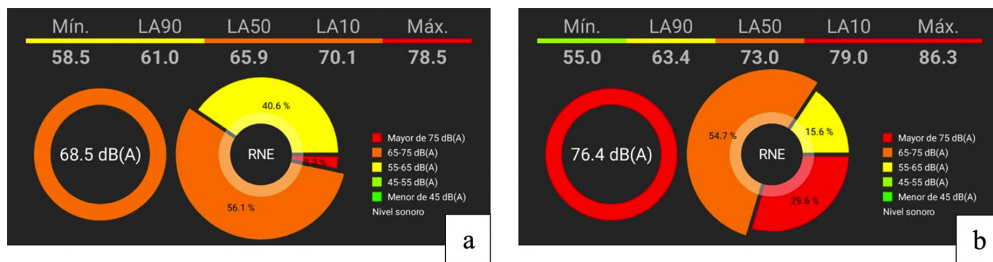 Mín. LA90 LA50 LA10 Máx.
58.5 61.0 65.9 70.1 78.5
68.5 dB(A)
40.6 %
RNE
56.1 %
Mayor de 75 dB(A)
65-75 dB(A)
55-65 dB(A)
45-55 dB(A)
Menor de 45 dB(A)
Nivel sonoro
a
Mín. LA90 LA50 LA10 Máx.
55.0 63.4 73.0 79.0 86.3
76.4 dB(A)
54.7 %
15.6 %
RNE
29.6 %
Mayor de 75 dB(A)
65-75 dB(A)
55-65 dB(A)
45-55 dB(A)
Menor de 45 dB(A)
Nivel sonoro
b